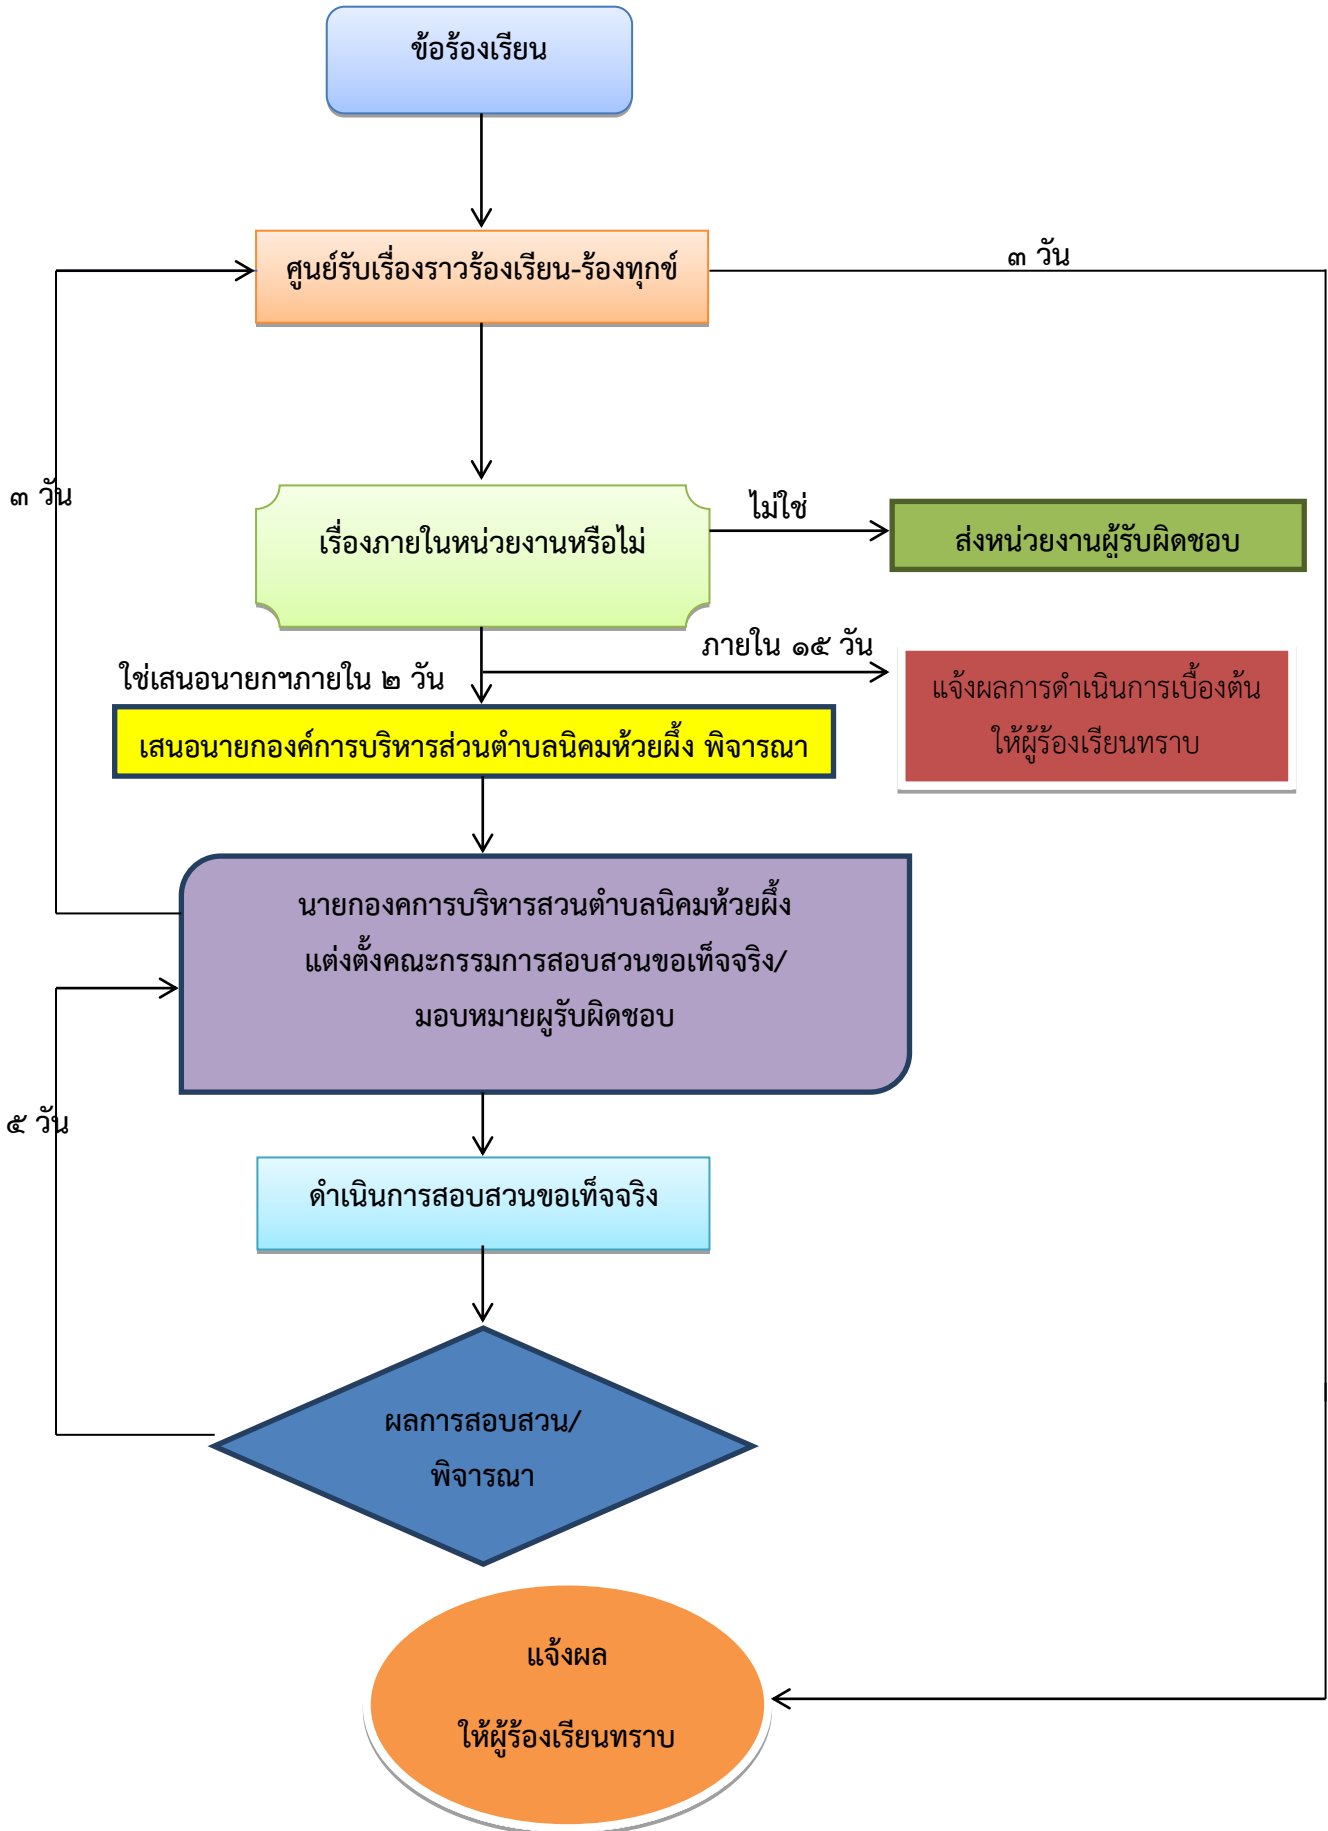 ข้อร้องเรียน
ศูนย์รับเรื่องราวร้องเรียน-ร้องทุกข์
๓ วัน
๓ วัน
เรื่องภายในหน่วยงานหรือไม่
ไม่ใช่
ส่งหน่วยงานผู้รับผิดชอบ
ใช่เสนอนายกฯภายใน ๒ วัน
ภายใน ๑๕ วัน
แจ้งผลการดำเนินการเบื้องต้น
ให้ผู้ร้องเรียนทราบ
เสนอนายกองค์การบริหารส่วนตำบลนิคมห้วยผึ้ง พิจารณา
นายกองคการบริหารสวนตำบลนิคมห้วยผึ้ง
แต่งตั้งคณะกรรมการสอบสวนขอเท็จจริง/
มอบหมายผูรับผิดชอบ
๕ วัน
ดำเนินการสอบสวนขอเท็จจริง
ผลการสอบสวน/
พิจารณา
แจ้งผล
ให้ผู้ร้องเรียนทราบ